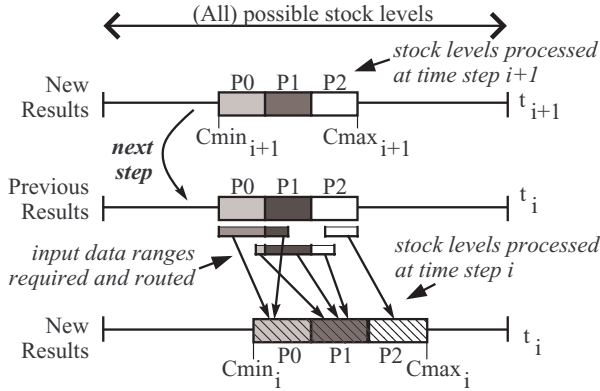 (All) possible stock levels
stock levels processed
at time step i+1
New
Results
P0 P1 P2
t i+1
Cmin i+1
Cmax i+1
next
step
Previous
Results
P0 P1 P2
t i
input data ranges
required and routed
stock levels processed
at time step i
New
Results
t i
Cmin i
P0 P1 P2
Cmax i